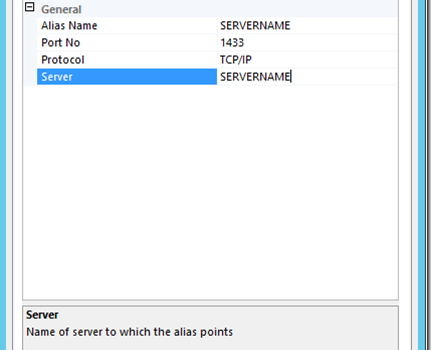 General
Alias Name SERVERNAME
Port No 1433
Protocol TCP/IP
Server SERVERNAME
Server
Name of server to which the alias points